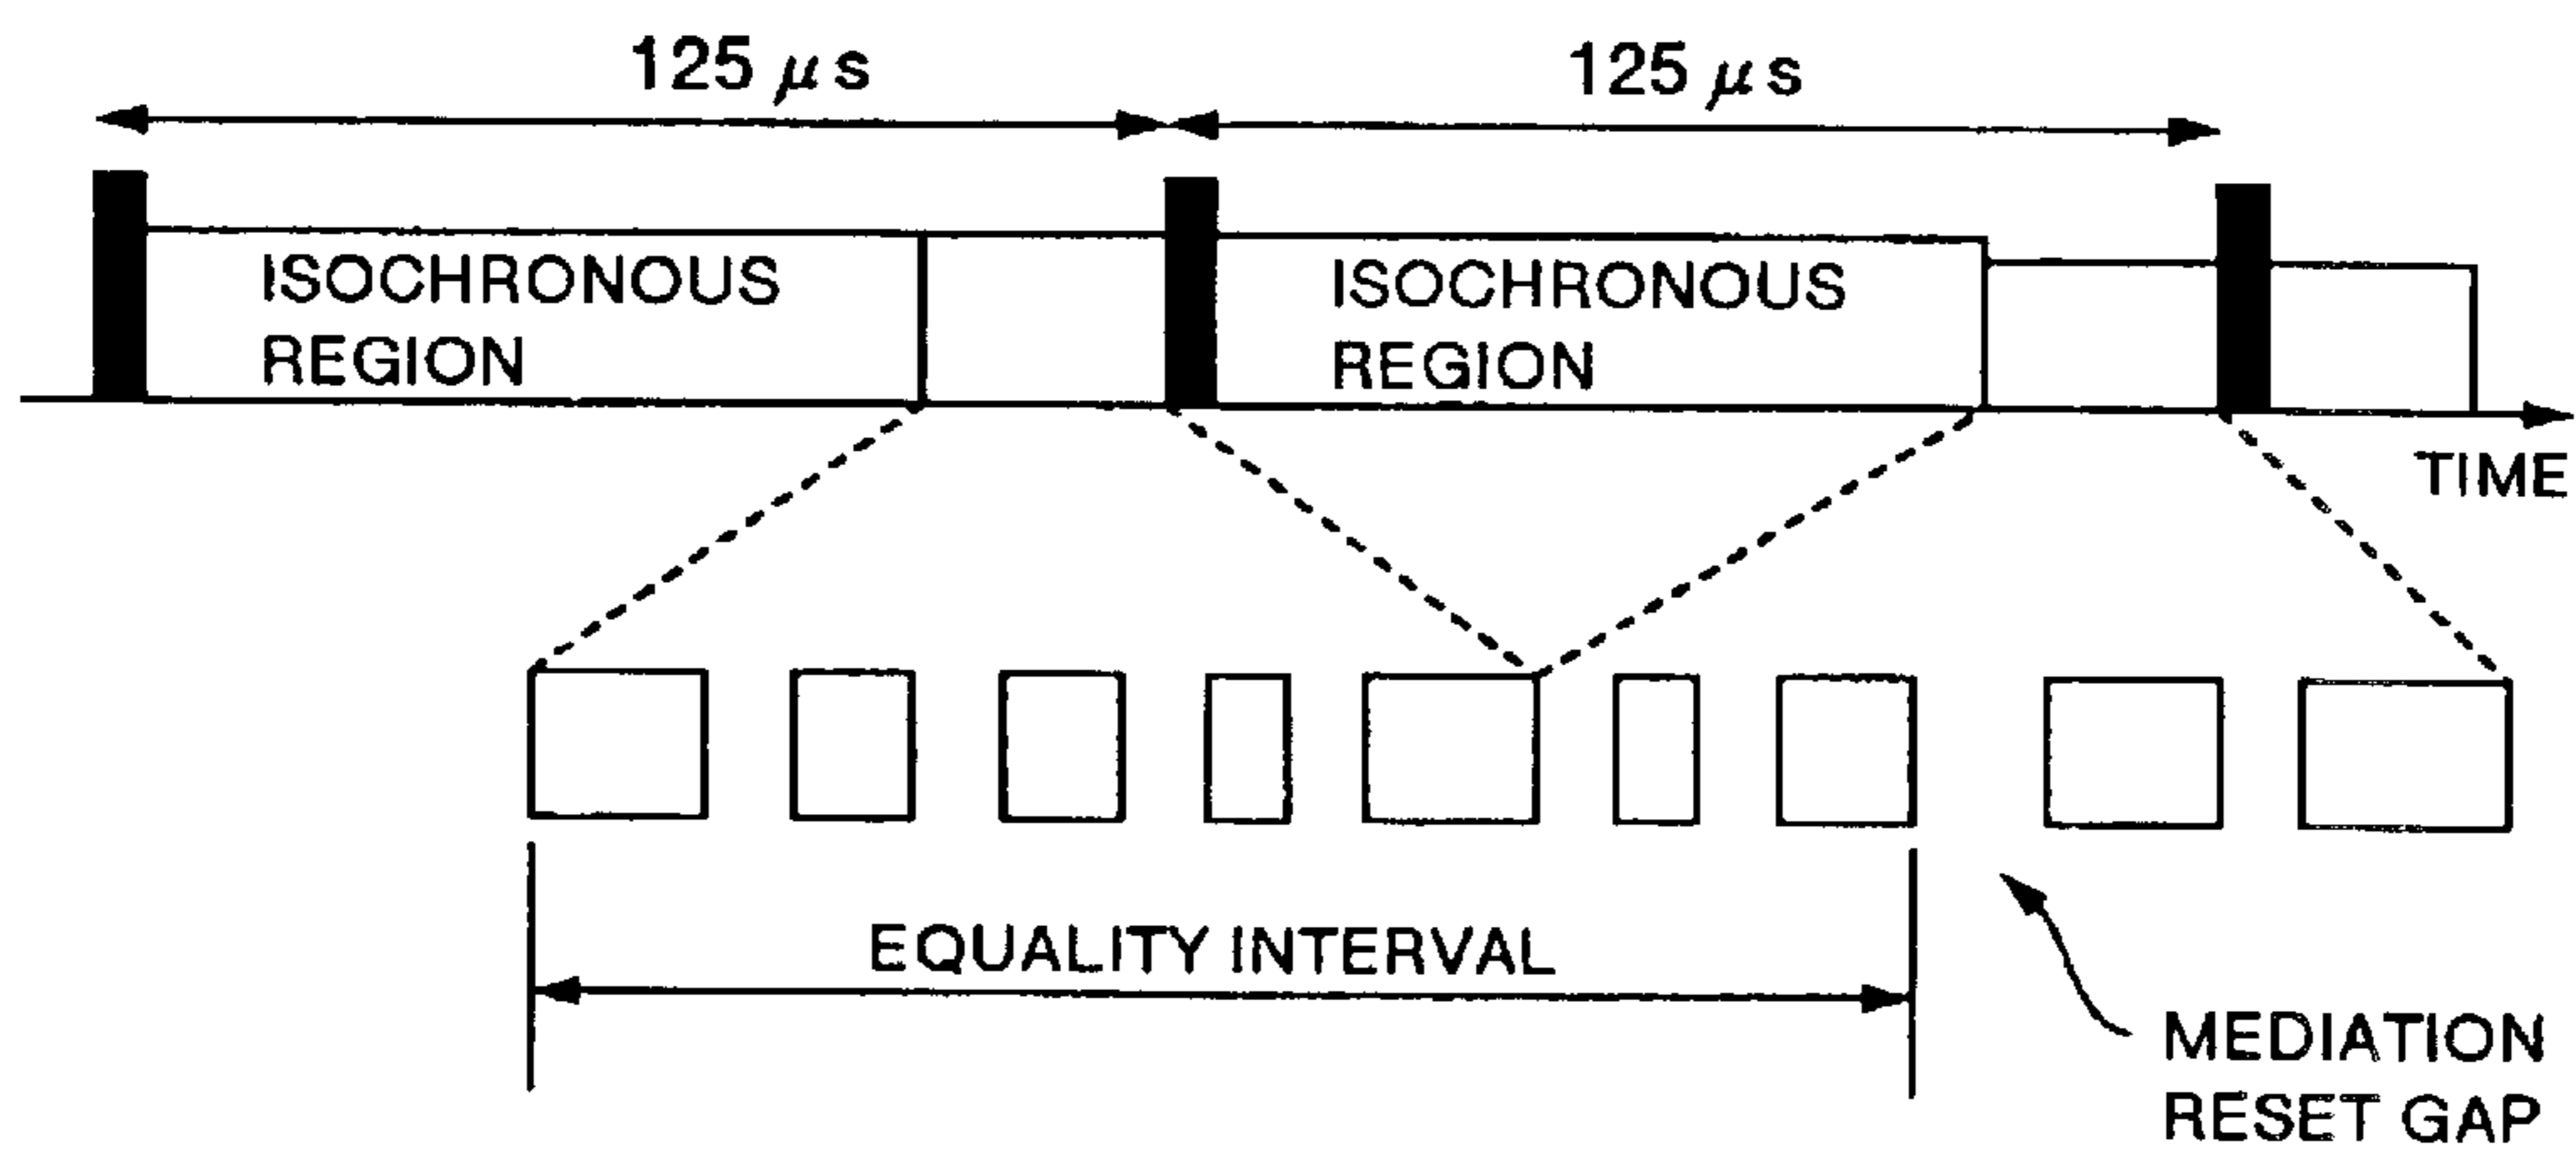 125 μs
125 μs
ISOCHRONOUS
REGION
ISOCHRONOUS
REGION
TIME
EQUALITY INTERVAL
MEDIATION
RESET GAP